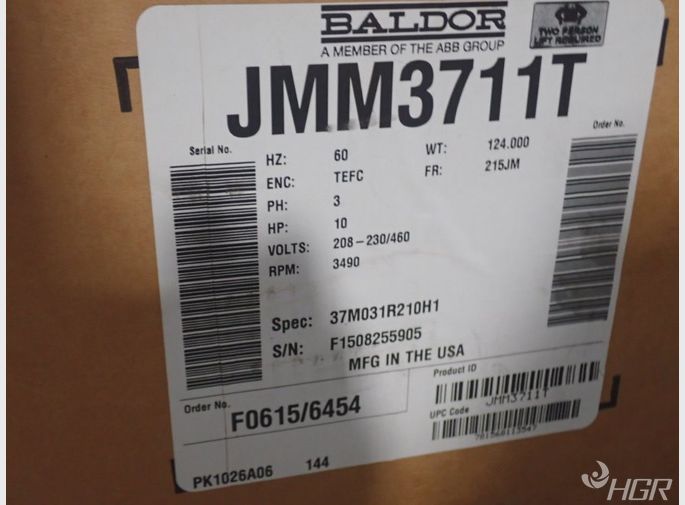 BALDOR
A MEMBER OF THE ABB GROUP
TWO PERSON
LIFT REQUIRED
JMM3711T
Serial No.
Order No.
HZ: 60 WT: 124.000
ENC: TEFC FR: 215JM
PH: 3
HP: 10
VOLTS: 208-230/460
RPM: 3490
Spec: 37M031R210H1
S/N: F1508255905
MFG IN THE USA
Order No.
F0615/6454
Product ID
JMM3711T
UPC Code
781568113547
PK1026A06 144
HGR